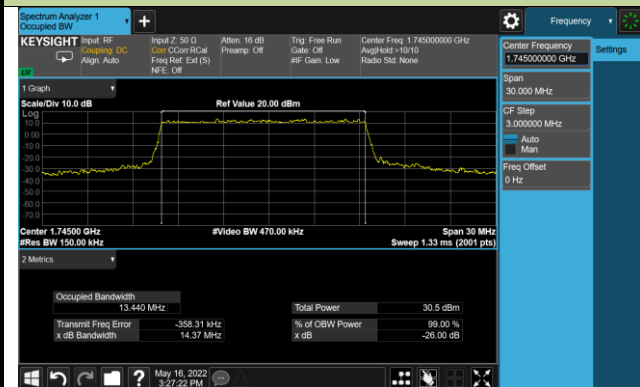 Spectrum Analyzer 1
Occupied BW
+
Frequency
KEYSIGHT
Input: RF
Coupling: DC
Align: Auto
Input Z: 50 Ω
Corr CCorr RCal
Freq Ref: Ext (S)
NFE: Off
Atten: 16 dB
Preamp: Off
Trig: Free Run
Gate: Off
#IF Gain: Low
Center Freq: 1.745000000 GHz
Avg|Hold:>10/10
Radio Std: None
LXI
Center Frequency
1.745000000 GHz
Settings
Span
30.000 MHz
CF Step
3.000000 MHz
Auto
Man
Freq Offset
0 Hz
1 Graph
Scale/Div 10.0 dB
Ref Value 20.00 dBm
Log
10.0
0.00
-10.0
-20.0
-30.0
-40.0
-50.0
-60.0
-70.0
Center 1.74500 GHz
#Video BW 470.00 kHz
Span 30 MHz
#Res BW 150.00 kHz
Sweep 1.33 ms (2001 pts)
2 Metrics
Occupied Bandwidth
13.440 MHz
Total Power
30.5 dBm
Transmit Freq Error
-358.31 kHz
% of OBW Power
99.00 %
x dB Bandwidth
14.37 MHz
x dB
-26.00 dB
?
May 16, 2022
3:27:22 PM